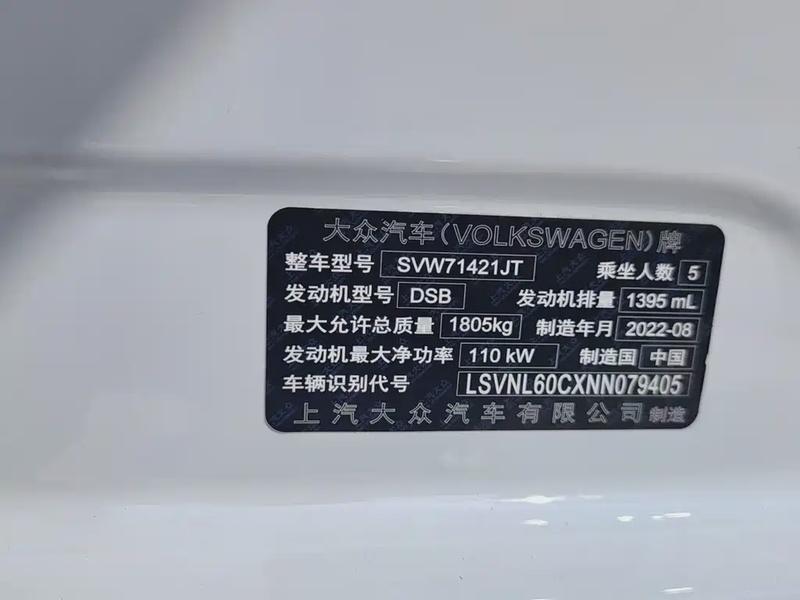 大众汽车(VOLKSWAGEN)牌
整车型号 SVW71421JT 乘坐人数 5
发动机型号 DSB 发动机排量 1395 mL
最大允许总质量 1805kg 制造年月 2022-08
发动机最大净功率 110 kW 制造国 中国
车辆识别代号 LSVNL60CXNN079405
上汽大众汽车有限公司 制造